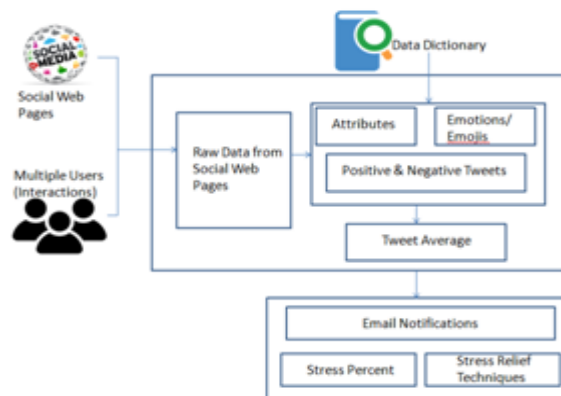 SOCIAL
MEDIA
Social Web
Pages
Multiple Users
(Interactions)
Data Dictionary
Raw Data from
Social Web
Pages
Attributes
Emotions/
Emojis
Positive & Negative Tweets
Tweet Average
Email Notifications
Stress Percent
Stress Relief
Techniques